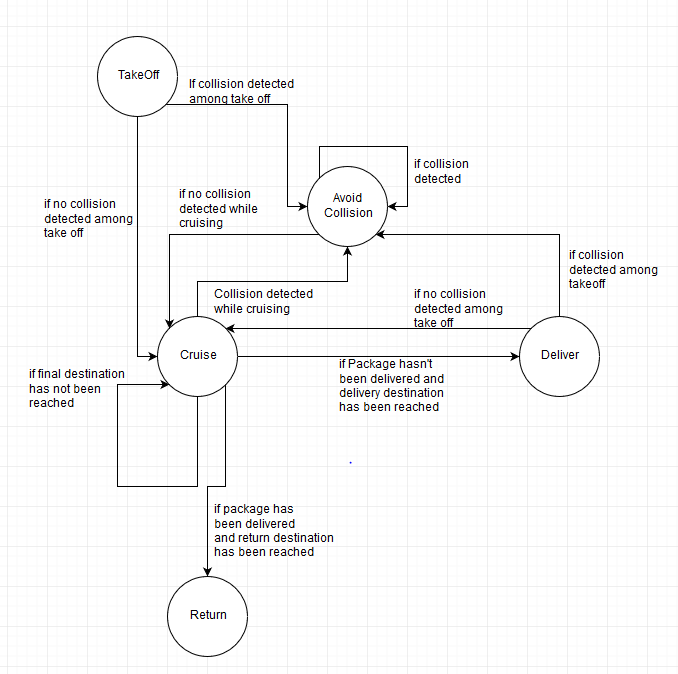 TakeOff
If collision detected
among take off
if collision
detected
Avoid
Collision
if no collision
detected while
cruising
if no collision
detected among
take off
if collision
detected among
takeoff
Collision detected
while cruising
if no collision
detected among
take off
Cruise
Deliver
if Package hasn't
been delivered and
delivery destination
has been reached
if final destination
has not been
reached
if package has
been delivered
and return destination
has been reached
Return